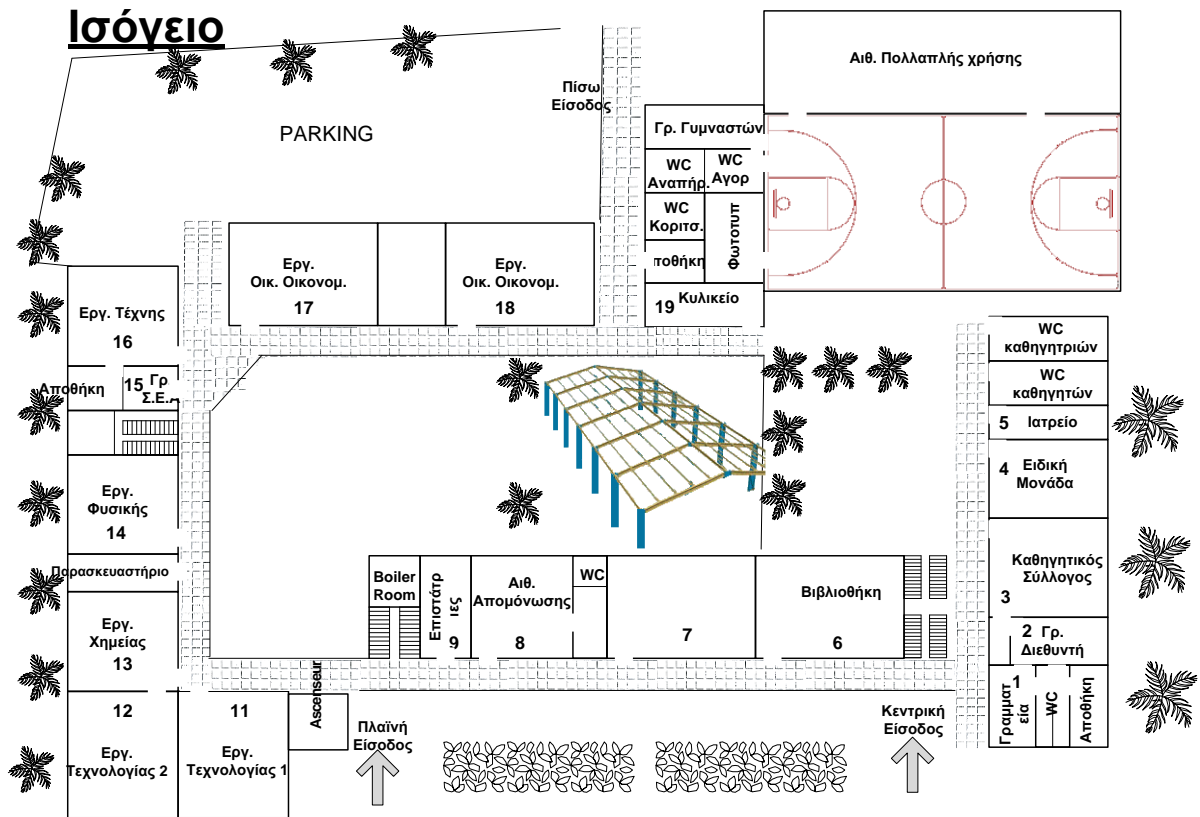 Ισόγειο
Αιθ. Πολλαπλής χρήσης
Πίσω
Είσοδος
PARKING
Γρ. Γυμναστών
WC
Αναπήρ.
WC
Αγορ
WC
Κοριτσ.
Φωτοτυπ
ποθήκη
19 Κυλικείο
Εργ.
Οικ. Οικονομ.
17
Εργ.
Οικ. Οικονομ.
18
Εργ. Τέχνης
16
Αποθήκη
15 Γρ.
Σ.Ε.Α
Εργ.
Φυσικής
14
Παρασκευαστήριο
Εργ.
Χημείας
13
12
Εργ.
Τεχνολογίας 2
11
Εργ.
Τεχνολογίας 1
Ascenseur
Boiler
Room
Επιστάτρ
ιες
9
Αιθ.
Απομόνωσης
8
WC
7
Βιβλιοθήκη
6
WC
καθηγητριών
WC
καθηγητών
5 Ιατρείο
4 Ειδική
Μονάδα
Καθηγητικός
Σύλλογος
3
2 Γρ.
Διεθυντή
1
Γραμματ
εία
WC
Αποθήκη
Πλαϊνή
Είσοδος
Κεντρική
Είσοδος